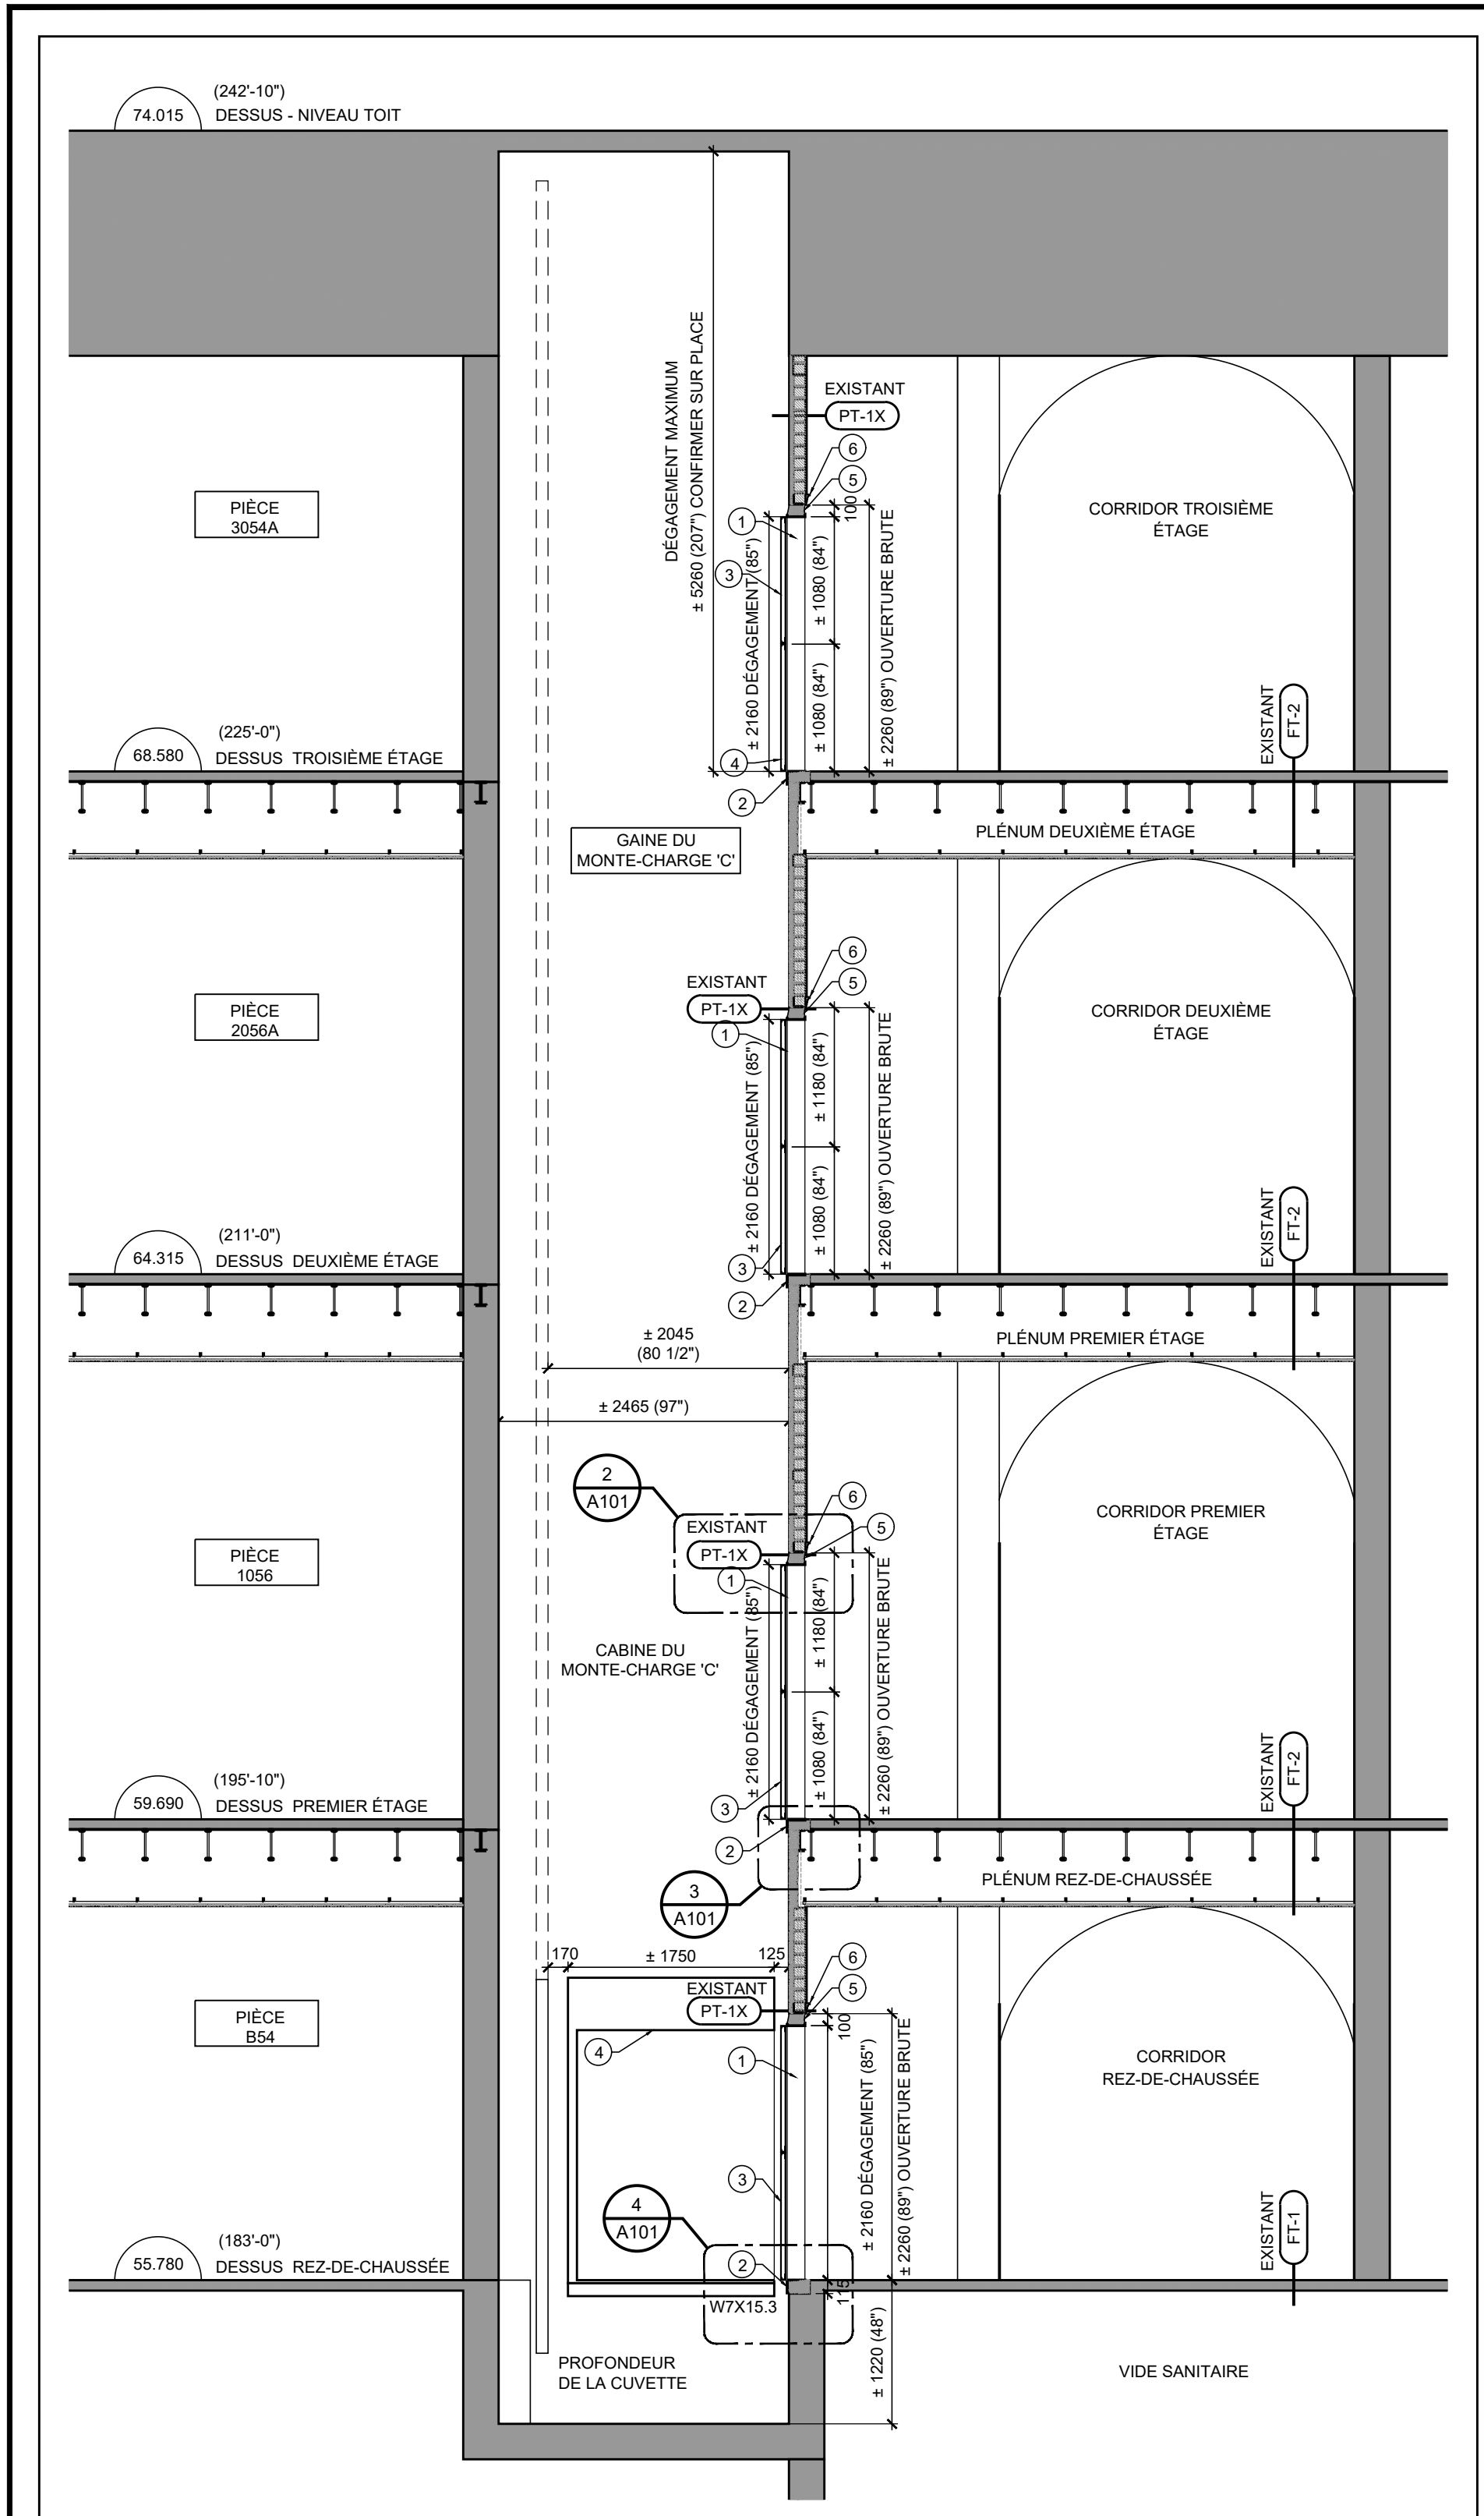 (242'-10")
74.015
DESSUS - NIVEAU TOIT
DÉGAGEMENT MAXIMUM
± 5260 (207") CONFIRMER SUR PLACE
EXISTANT
PT-1X
6
5
100
1
3
4
2
± 2160 DÉGAGEMENT (85")
± 1080 (84")
± 1080 (84")
± 2260 (89") OUVERTURE BRUTE
PIÈCE
3054A
CORRIDOR TROISIÈME
ÉTAGE
EXISTANT
FT-2
(225'-0")
68.580
DESSUS TROISIÈME ÉTAGE
PLÉNUM DEUXIÈME ÉTAGE
GAINE DU
MONTE-CHARGE 'C'
6
EXISTANT
PT-1X
5
1
± 2160 DÉGAGEMENT (85")
± 1180 (84")
± 1080 (84")
± 2260 (89") OUVERTURE BRUTE
3
2
PIÈCE
2056A
CORRIDOR DEUXIÈME
ÉTAGE
EXISTANT
FT-2
(211'-0")
64.315
DESSUS DEUXIÈME ÉTAGE
PLÉNUM PREMIER ÉTAGE
± 2045
(80 1/2")
± 2465 (97")
2
A101
EXISTANT
PT-1X
6
5
1
± 2160 DÉGAGEMENT (85")
± 1180 (84")
± 1080 (84")
± 2260 (89") OUVERTURE BRUTE
3
2
PIÈCE
1056
CORRIDOR PREMIER
ÉTAGE
CABINE DU
MONTE-CHARGE 'C'
EXISTANT
FT-2
(195'-10")
59.690
DESSUS PREMIER ÉTAGE
PLÉNUM REZ-DE-CHAUSSÉE
3
A101
170
± 1750
125
EXISTANT
PT-1X
6
5
100
4
1
3
2
± 2160 DÉGAGEMENT (85")
± 2260 (89") OUVERTURE BRUTE
PIÈCE
B54
CORRIDOR
REZ-DE-CHAUSSÉE
4
A101
EXISTANT
FT-1
(183'-0")
55.780
DESSUS REZ-DE-CHAUSSÉE
W7X15.3
115
± 1220 (48")
PROFONDEUR
DE LA CUVETTE
VIDE SANITAIRE